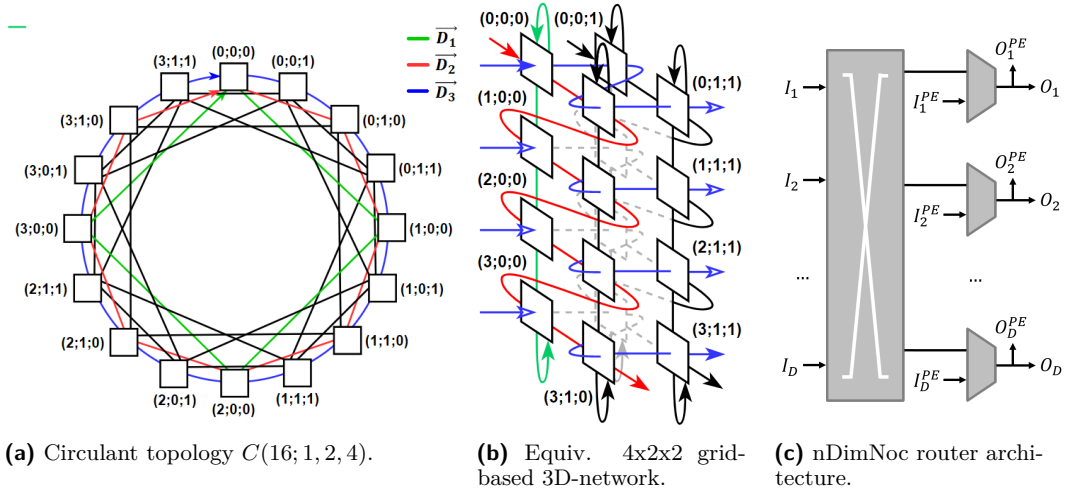 (0;0;0)
(3;1;1)
(0;0;1)
(3;1;0)
(0;1;0)
(3;0;1)
(0;1;1)
(3;0;0)
(1;0;0)
(2;1;1)
(1;0;1)
(2;1;0)
(1;1;0)
(2;0;1)
(1;1;1)
(2;0;0)
D₁
D₂
D₃
(a) Circulant topology C(16; 1, 2, 4).
(0;0;0)
(0;0;1)
(0;1;1)
(1;0;0)
(1;1;1)
(2;0;0)
(2;1;1)
(3;0;0)
(3;1;1)
(3;1;0)
(b) Equiv. 4x2x2 grid-
based 3D-network.
I₁
I₁^PE
O₁^PE
O₁
I₂
I₂^PE
O₂^PE
O₂
...
...
I_D
I_D^PE
O_D^PE
O_D
(c) nDimNoc router archi-
tecture.